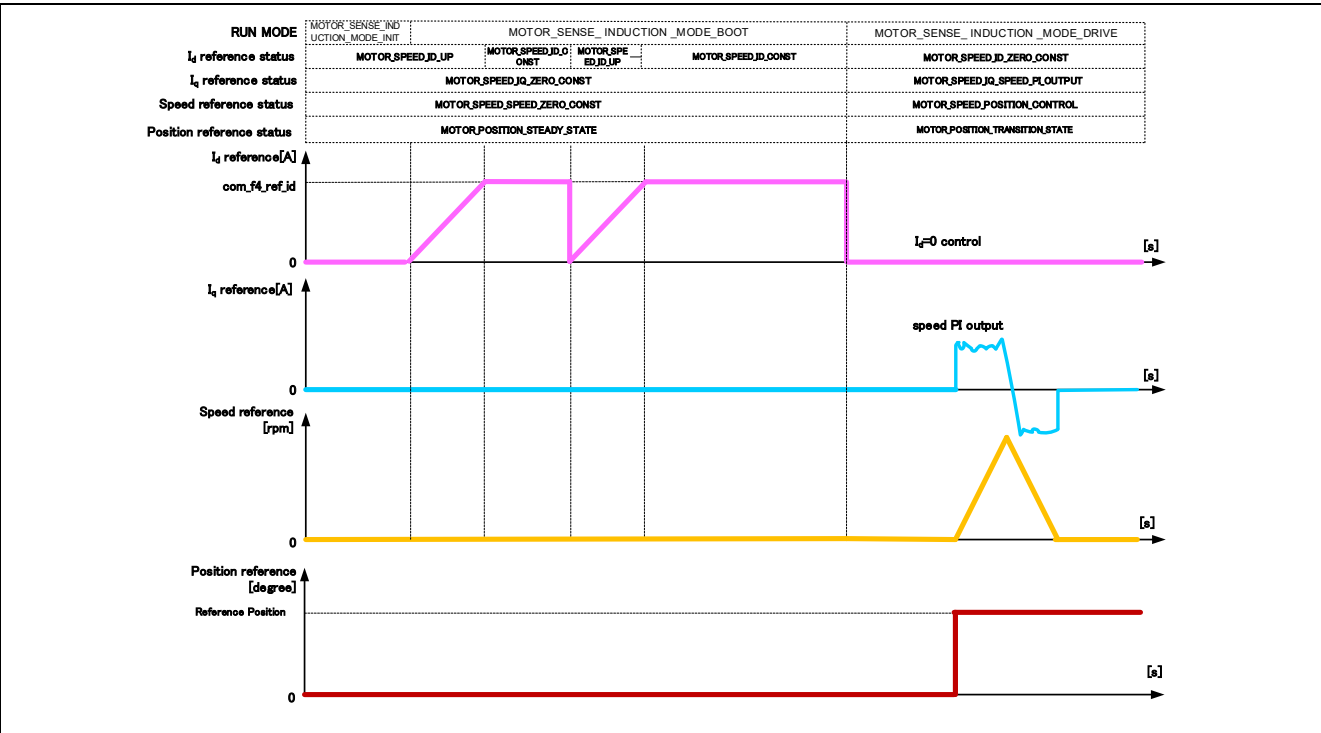 RUN MODE
MOTOR_SENSE_IND
UCTION_MODE_INIT
MOTOR_SENSE_ INDUCTION _MODE_BOOT
MOTOR_SENSE_ INDUCTION _MODE_DRIVE
Id reference status
MOTOR_SPEED_ID_UP
MOTOR_SPEED_ID_C
ONST
MOTOR_SPE
ED_ID_UP
MOTOR_SPEED_ID_CONST
MOTOR_SPEED_ID_ZERO_CONST
Iq reference status
MOTOR_SPEED_IQ_ZERO_CONST
MOTOR_SPEED_IQ_SPEED_PI_OUTPUT
Speed reference status
MOTOR_SPEED_SPEED_ZERO_CONST
MOTOR_SPEED_POSITION_CONTROL
Position reference status
MOTOR_POSITION_STEADY_STATE
MOTOR_POSITION_TRANSITION_STATE
Id reference[A]
com_f4_ref_id
Id=0 control
[s]
0
Iq reference[A]
speed PI output
[s]
0
Speed reference
[rpm]
[s]
0
Position reference
[degree]
Reference Position
[s]
0